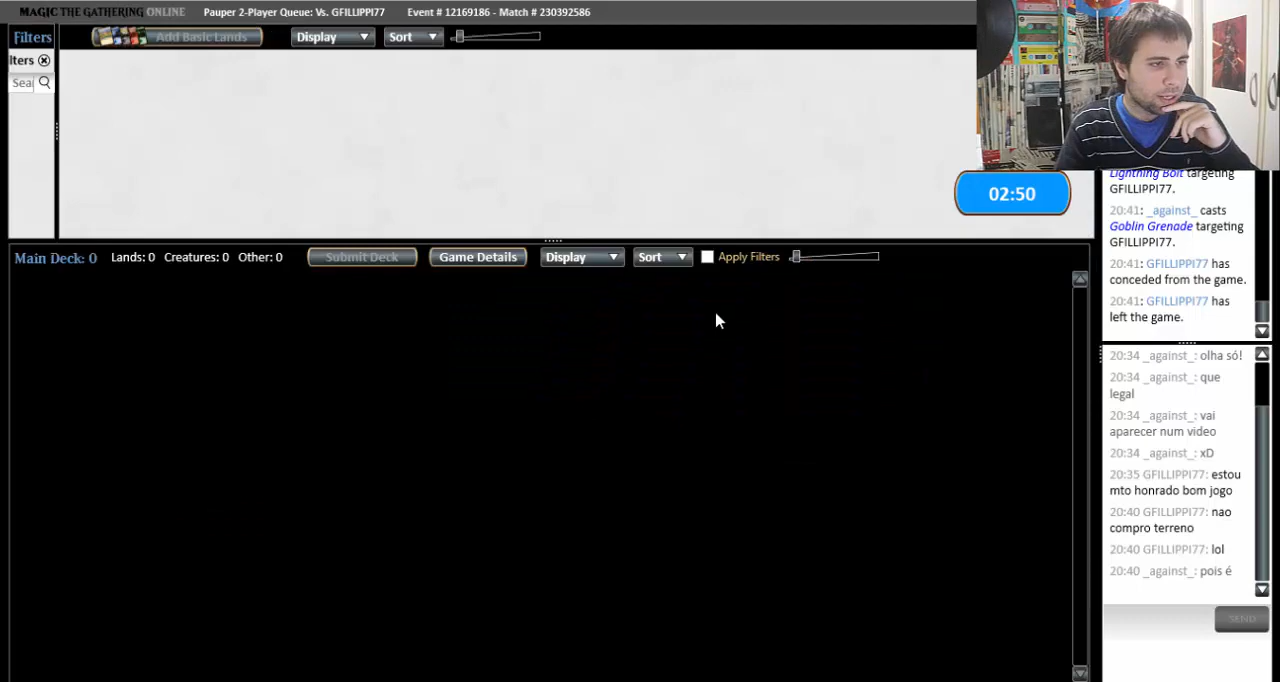 MAGIC THE GATHERING ONLINE Pauper 2-Player Queue: Vs. GFILLIPPI77 Event # 12169186 - Match # 230392586
Filters Add Basic Lands Display Sort
lters
Sea
02:50
Main Deck: 0 Lands: 0 Creatures: 0 Other: 0 Submit Deck Game Details Display Sort Apply Filters
Lightning Bolt targeting
GFILLIPPI77.
20:41: _against_ casts
Goblin Grenade targeting
GFILLIPPI77.
20:41: GFILLIPPI77 has
conceded from the game.
20:41: GFILLIPPI77 has
left the game.
20:34 _against_: olha só!
20:34 _against_: que
legal
20:34 _against_: vai
aparecer num video
20:34 _against_: xD
20:35 GFILLIPPI77: estou
mto honrado bom jogo
20:40 GFILLIPPI77: nao
compro terreno
20:40 GFILLIPPI77: lol
20:40 _against_: pois é
SEND